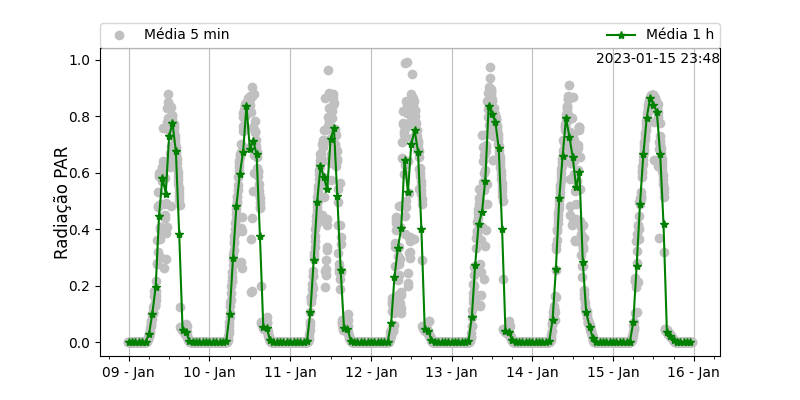 Média 5 min Média 1 h
2023-01-15 23:48
Radiação PAR
1.0
0.8
0.6
0.4
0.2
0.0
09 - Jan 10 - Jan 11 - Jan 12 - Jan 13 - Jan 14 - Jan 15 - Jan 16 - Jan